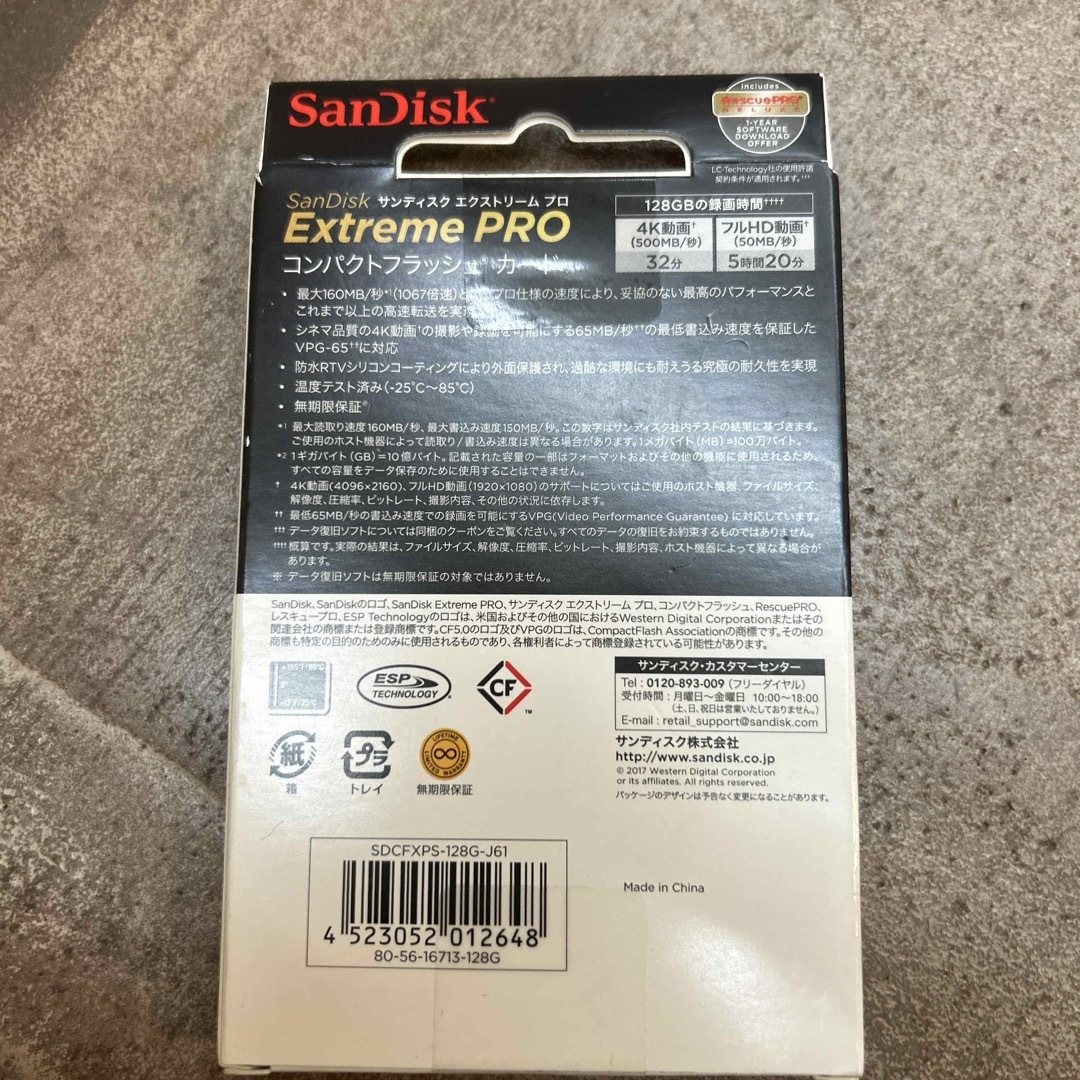 SanDisk®
Includes
RescuePRO®
DELUXE
1-YEAR
SOFTWARE
DOWNLOAD
OFFER
LC-Technology社の使用許諾
契約条件が適用されます。†††
SanDisk サンディスク エクストリーム プロ
Extreme PRO
コンパクトフラッシュ® カード
128GBの録画時間††††
4K動画† フルHD動画†
(500MB/秒) (50MB/秒)
32分 5時間20分
・ 最大160MB/秒*¹(1067倍速)と プロ仕様の速度により、妥協のない最高のパフォーマンスと
これまで以上の高速転送を実現
・ シネマ品質の4K動画†の撮影や録画を可能にする65MB/秒††の最低書込み速度を保証した
VPG-65††に対応
・ 防水RTVシリコンコーティングにより外面保護され、過酷な環境にも耐えうる究極の耐久性を実現
・ 温度テスト済み(-25˚C～85˚C)
・ 無期限保証※
*¹ 最大読取り速度160MB/秒、最大書込み速度150MB/秒。この数字はサンディスク社内テストの結果に基づきます。
ご使用のホスト機器によって読取り/書込み速度は異なる場合があります。1メガバイト(MB)=100万バイト。
*² 1ギガバイト(GB)=10億バイト。記載された容量の一部はフォーマットおよびその他の機能に使用されるため、
すべての容量をデータ保存のために使用することはできません。
† 4K動画(4096×2160)、フルHD動画(1920×1080)のサポートについてはご使用のホスト機器、ファイルサイズ、
解像度、圧縮率、ビットレート、撮影内容、その他の状況に依存します。
†† 最低65MB/秒の書込み速度での録画を可能にするVPG(Video Performance Guarantee)に対応しています。
††† データ復旧ソフトについては同梱のクーポンをご覧ください。すべてのデータの復旧をお約束するものではありません。
†††† 概算です。実際の結果は、ファイルサイズ、解像度、圧縮率、ビットレート、撮影内容、ホスト機器によって異なる場合が
あります。
※ データ復旧ソフトは無期限保証の対象ではありません。
SanDisk、SanDiskのロゴ、SanDisk Extreme PRO、サンディスク エクストリーム プロ、コンパクトフラッシュ、RescuePRO、
レスキュープロ、ESP Technologyのロゴは、米国およびその他の国におけるWestern Digital Corporationまたはその
関連会社の商標または登録商標です。CF5.0のロゴ及びVPGのロゴは、CompactFlash Associationの商標です。その他の
商標も特定の目的のためのみに使用されるものであり、各権利者によって商標登録されている可能性があります。
+185˚F/85˚C
0˚
-13˚F/25˚C
ESP
TECHNOLOGY
CF
™
サンディスク・カスタマーセンター
Tel : 0120-893-009 (フリーダイヤル)
受付時間 : 月曜日～金曜日 10:00～18:00
(土、日、祝日は営業いたしておりません。)
E-mail : retail_support@sandisk.com
サンディスク株式会社
http://www.sandisk.co.jp
© 2017 Western Digital Corporation
or its affiliates. All rights reserved.
パッケージのデザインは予告なく変更になることがあります。
紙
箱
プラ
トレイ
LIFETIME
LIMITED WARRANTY
無期限保証
SDCFXPS-128G-J61
4 523052 012648
80-56-16713-128G
Made in China